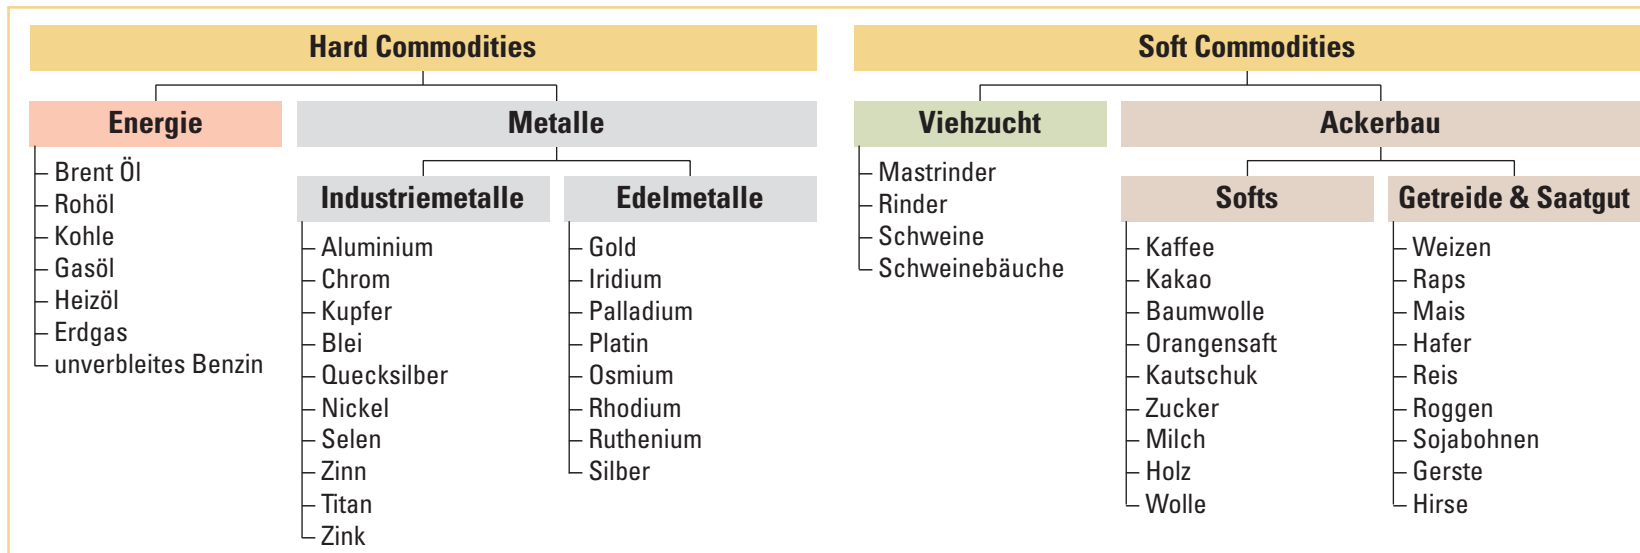 Hard Commodities
Energie
Brent Öl
Rohöl
Kohle
Gasöl
Heizöl
Erdgas
unverbleites Benzin
Metalle
Industriemetalle
Aluminium
Chrom
Kupfer
Blei
Quecksilber
Nickel
Selen
Zinn
Titan
Zink
Edelmetalle
Gold
Iridium
Palladium
Platin
Osmium
Rhodium
Ruthenium
Silber
Soft Commodities
Viehzucht
Mastrinder
Rinder
Schweine
Schweinebäuche
Ackerbau
Softs
Kaffee
Kakao
Baumwolle
Orangensaft
Kautschuk
Zucker
Milch
Holz
Wolle
Getreide & Saatgut
Weizen
Raps
Mais
Hafer
Reis
Roggen
Sojabohnen
Gerste
Hirse